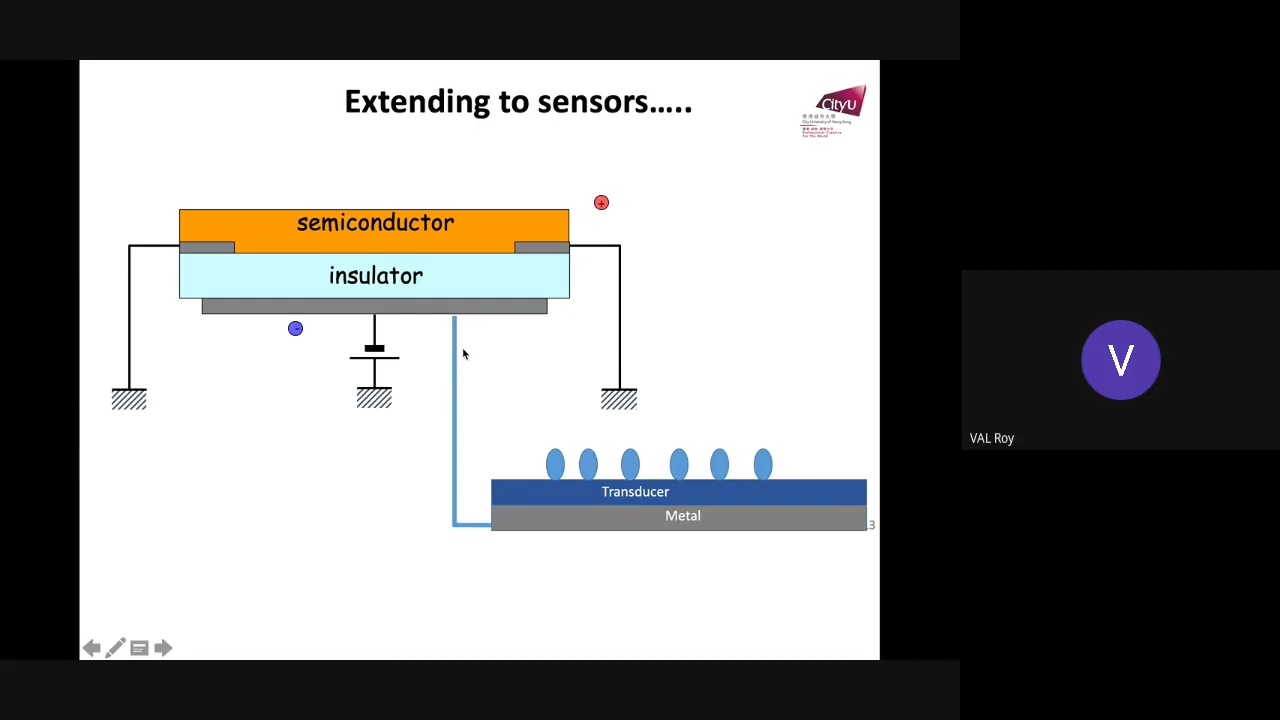 Extending to sensors.....
CityU
香港城市大學
City University of Hong Kong
專業 創新 胸懷全球
Professional·Creative
For The World
+
semiconductor
insulator
-
V
VAL Roy
Transducer
Metal
3